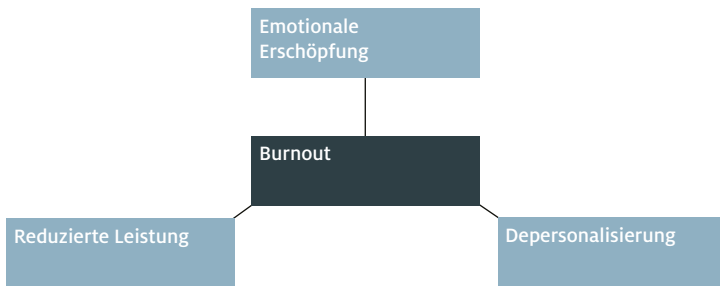 Emotionale
Erschöpfung
Burnout
Reduzierte Leistung
Depersonalisierung